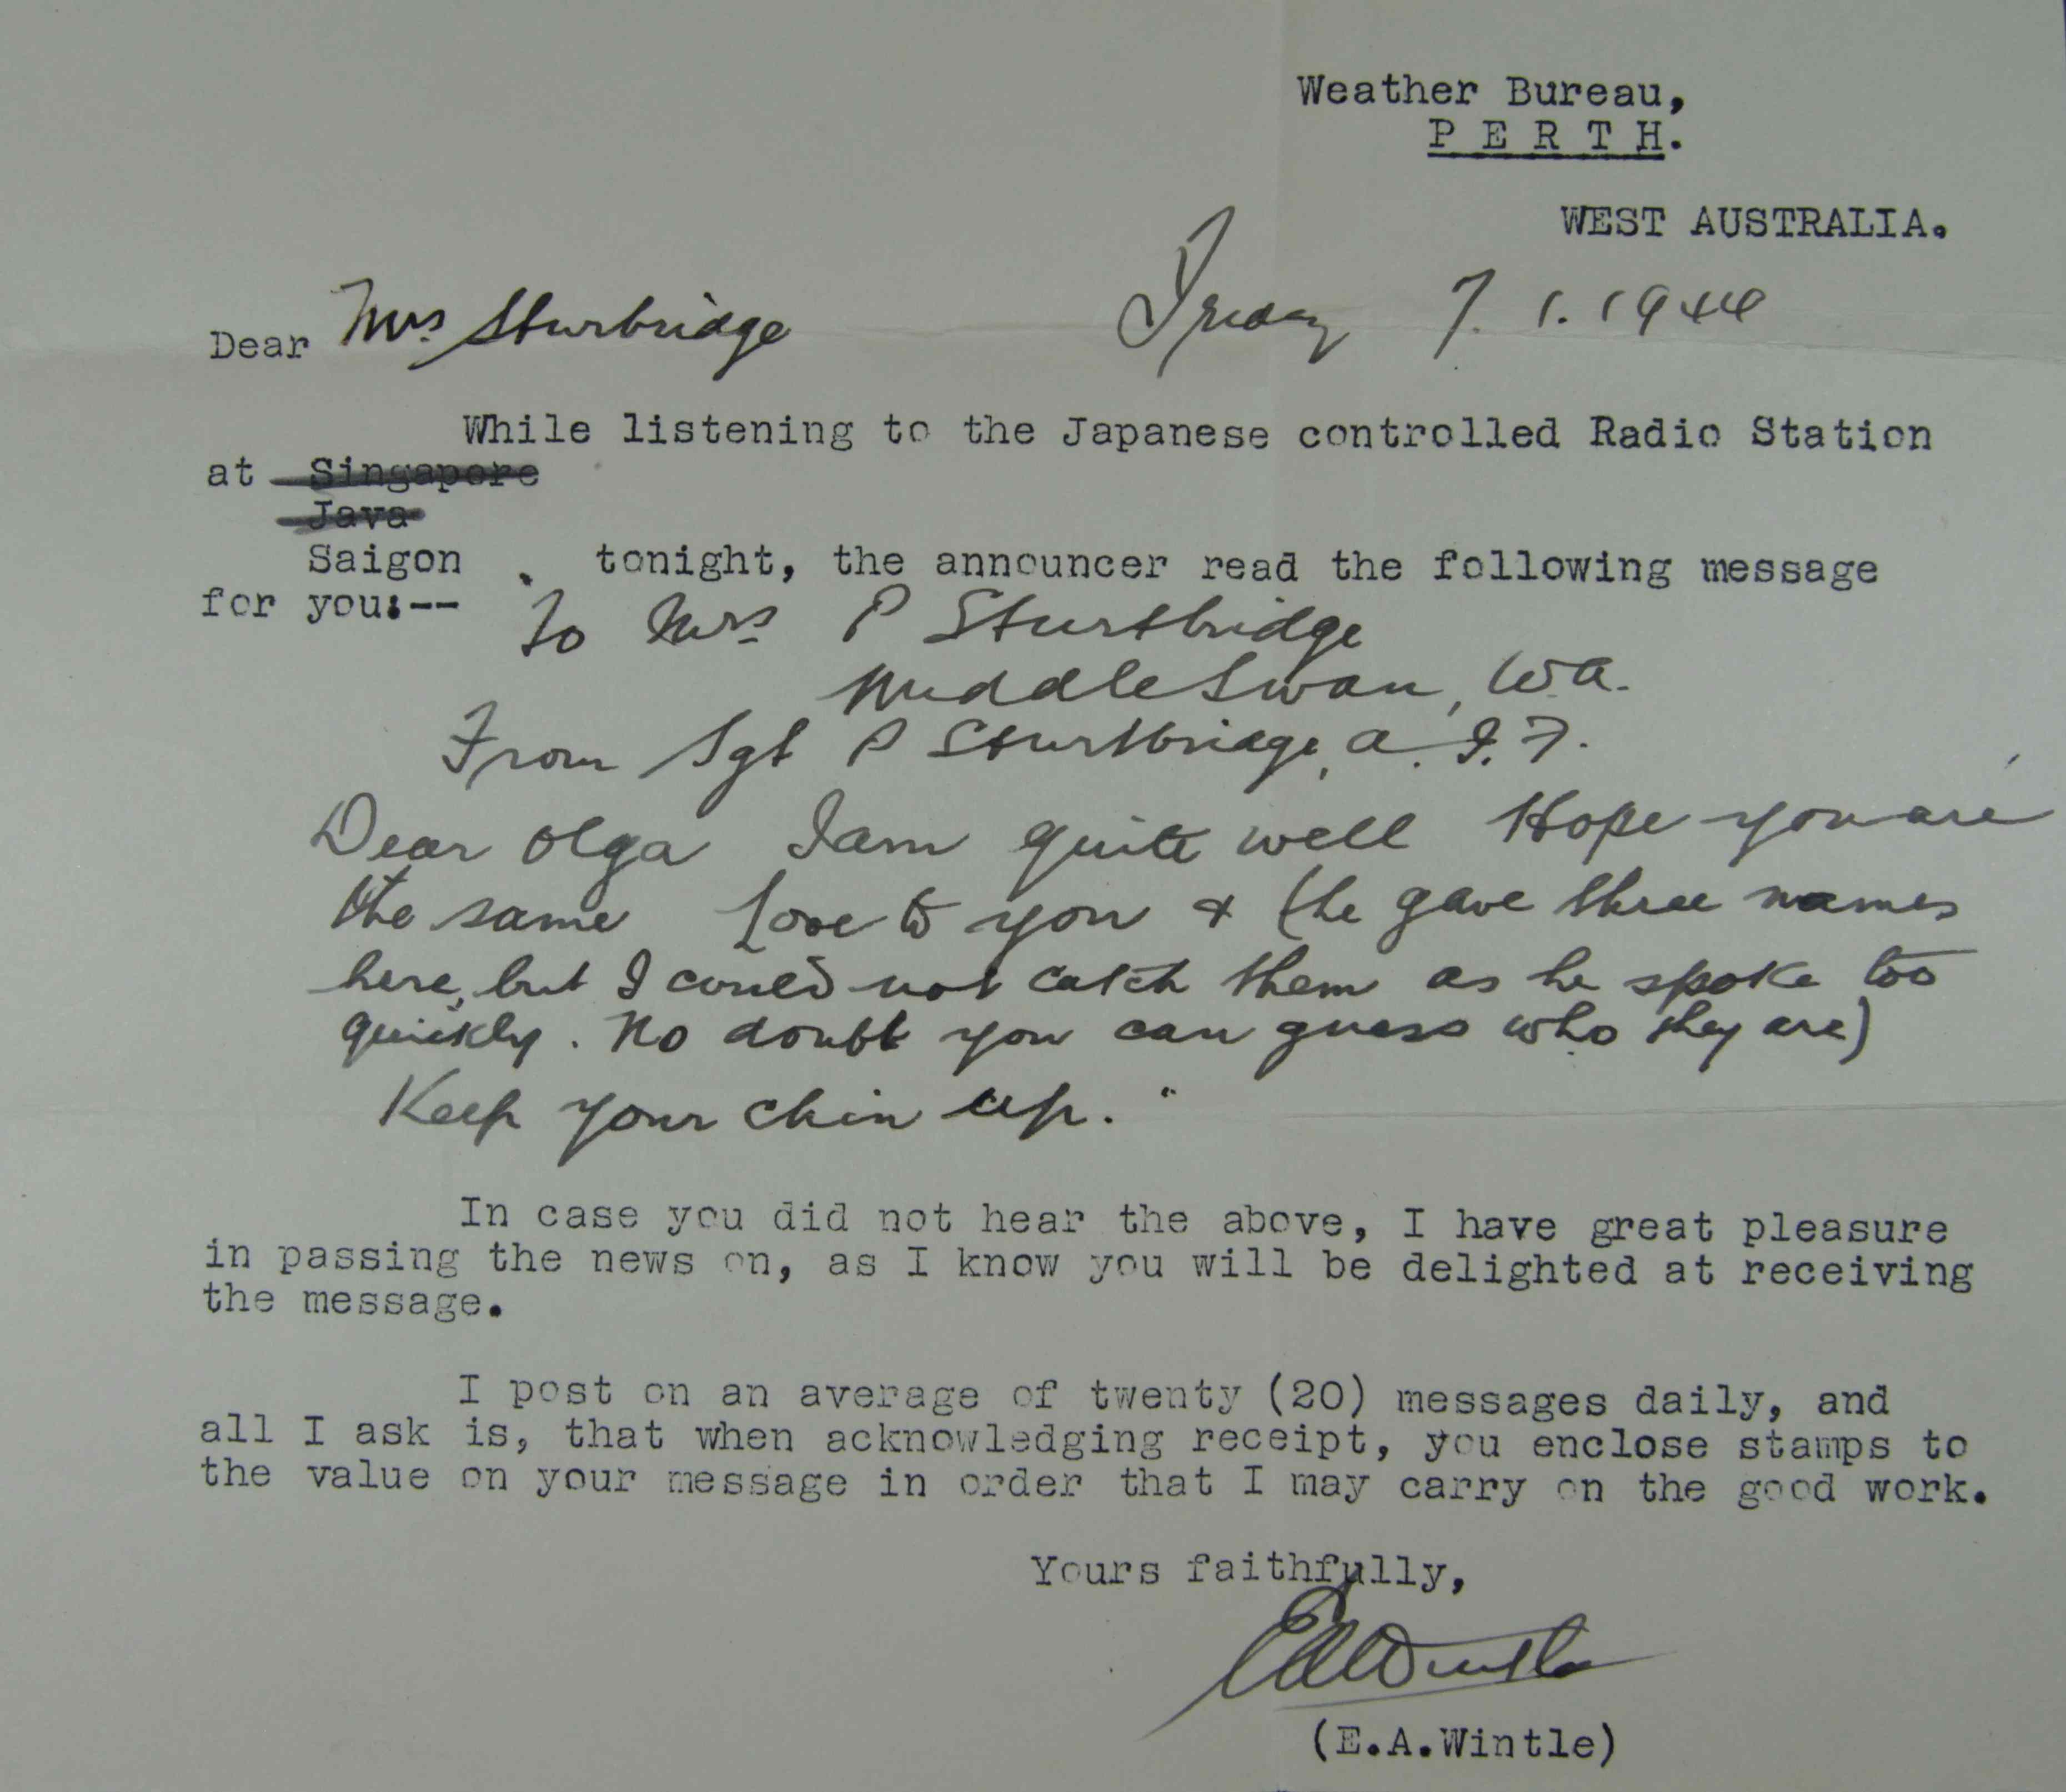 Weather Bureau,
P E R T H.
WEST AUSTRALIA.
Friday 7. 1. 1944
Dear Mrs Sturbridge
While listening to the Japanese controlled Radio Station
at Singapore
Java
Saigon . tonight, the announcer read the following message
for you:--
To Mrs P Sturtbridge
Middle Swan, W.A.
From Sgt P Sturtbridge, A. I. F.
Dear Olga I am quite well Hope you are
the same Love to you & (he gave three names
here, but I could not catch them as he spoke too
quickly. No doubt you can guess who they are)
Keep your chin up."
In case you did not hear the above, I have great pleasure
in passing the news on, as I know you will be delighted at receiving
the message.
I post on an average of twenty (20) messages daily, and
all I ask is, that when acknowledging receipt, you enclose stamps to
the value on your message in order that I may carry on the good work.
Yours faithfully,
EAWintle
(E.A.Wintle)